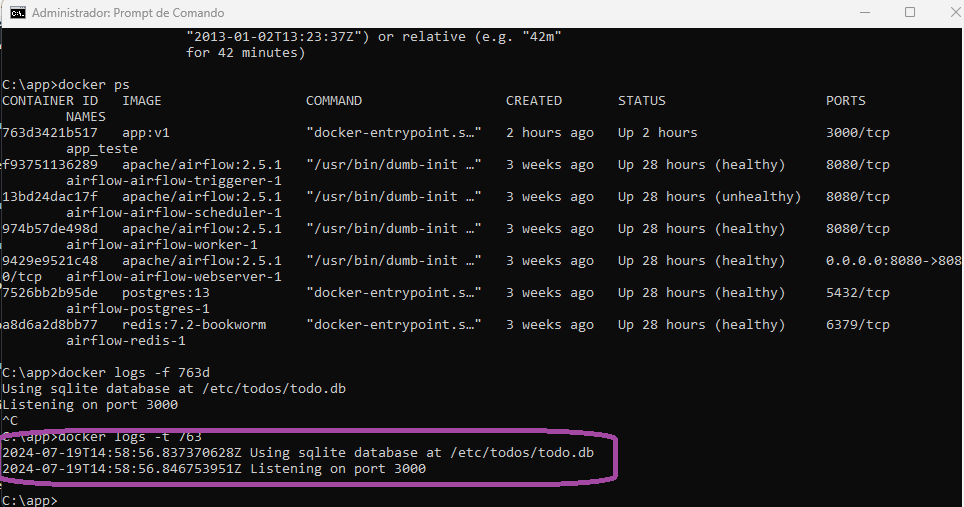 Administrador: Prompt de Comando
"2013-01-02T13:23:37Z") or relative (e.g. "42m"
for 42 minutes)
C:\app>docker ps
CONTAINER ID   IMAGE                  COMMAND                  CREATED       STATUS                  PORTS
NAMES
763d3421b517   app:v1                 "docker-entrypoint.s…"   2 hours ago   Up 2 hours              3000/tcp
app_teste
ef93751136289   apache/airflow:2.5.1   "/usr/bin/dumb-init …"   3 weeks ago   Up 28 hours (healthy)     8080/tcp
airflow-airflow-triggerer-1
13bd24dac17f   apache/airflow:2.5.1   "/usr/bin/dumb-init …"   3 weeks ago   Up 28 hours (unhealthy)   8080/tcp
airflow-airflow-scheduler-1
974b57de498d   apache/airflow:2.5.1   "/usr/bin/dumb-init …"   3 weeks ago   Up 28 hours (healthy)     8080/tcp
airflow-airflow-worker-1
9429e9521c48   apache/airflow:2.5.1   "/usr/bin/dumb-init …"   3 weeks ago   Up 28 hours (healthy)     0.0.0.0:8080->808
0/tcp   airflow-airflow-webserver-1
7526bb2b95de   postgres:13            "docker-entrypoint.s…"   3 weeks ago   Up 28 hours (healthy)     5432/tcp
airflow-postgres-1
aa8d6a2d8bb77   redis:7.2-bookworm     "docker-entrypoint.s…"   3 weeks ago   Up 28 hours (healthy)     6379/tcp
airflow-redis-1
C:\app>docker logs -f 763d
Using sqlite database at /etc/todos/todo.db
Listening on port 3000
^C
C:\app>docker logs -t 763
2024-07-19T14:58:56.837370628Z Using sqlite database at /etc/todos/todo.db
2024-07-19T14:58:56.846753951Z Listening on port 3000
C:\app>